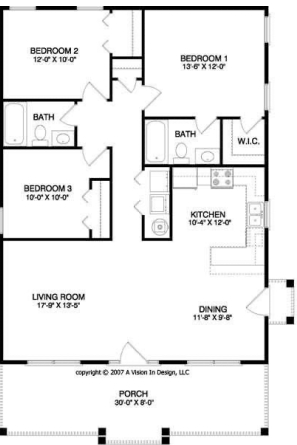 BEDROOM 2
12'-0" X 10'-0"
BEDROOM 1
13'-6" X 12'-0"
BATH
BATH
W.I.C.
BEDROOM 3
10'-0" X 10'-0"
KITCHEN
10'-4" X 12'-0"
LIVING ROOM
17'-9" X 13'-5"
DINING
11'-8" X 9'-8"
copyright © 2007 A Vision In Design, LLC
PORCH
30'-0" X 8'-0"